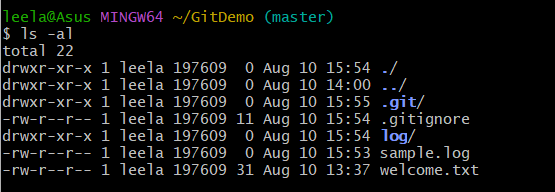 leela@Asus MINGW64 ~/GitDemo (master)
$ ls -al
total 22
drwxr-xr-x 1 leela 197609  0 Aug 10 15:54 ./
drwxr-xr-x 1 leela 197609  0 Aug 10 14:00 ../
drwxr-xr-x 1 leela 197609  0 Aug 10 15:55 .git/
-rw-r--r-- 1 leela 197609 11 Aug 10 15:54 .gitignore
drwxr-xr-x 1 leela 197609  0 Aug 10 15:54 log/
-rw-r--r-- 1 leela 197609  0 Aug 10 15:53 sample.log
-rw-r--r-- 1 leela 197609 31 Aug 10 13:37 welcome.txt